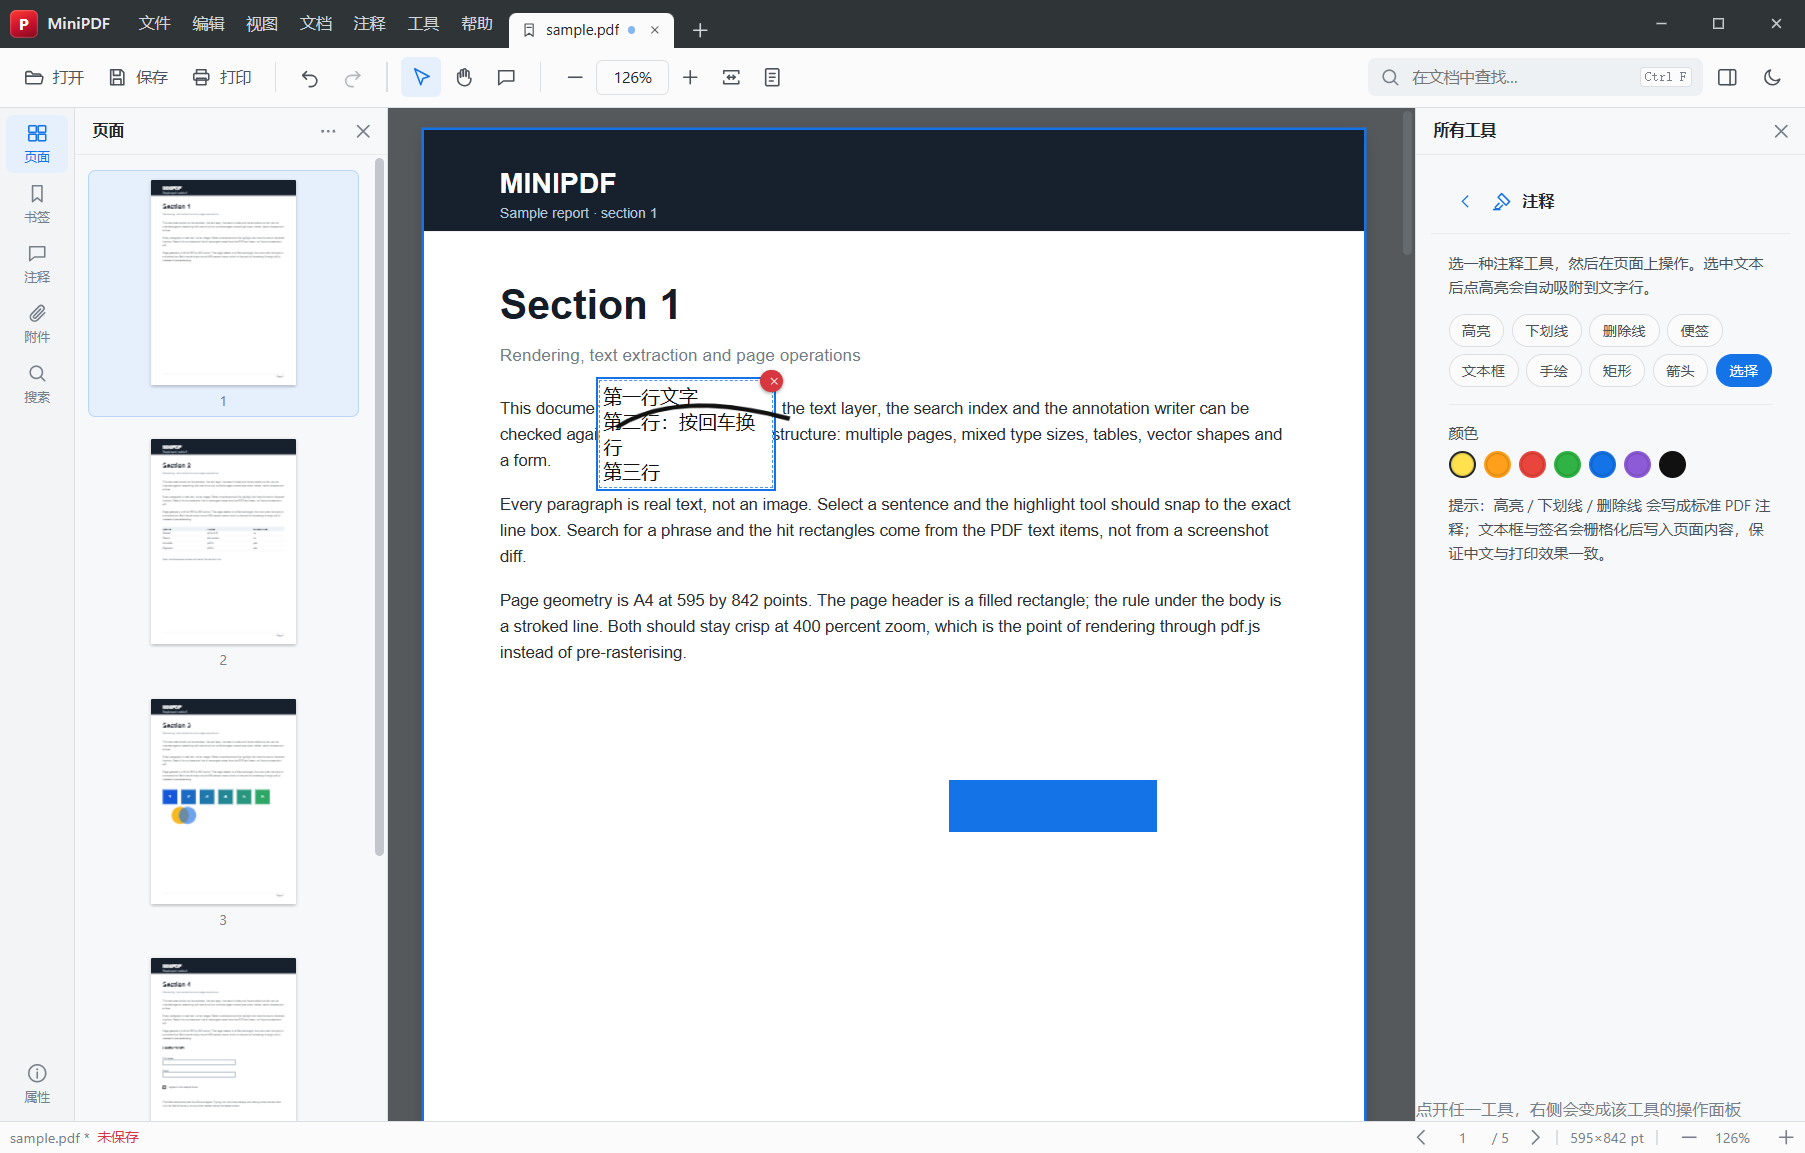 MiniPDF 文件 编辑 视图 文档 注释 工具 帮助 sample.pdf
打开 保存 打印 126% 在文档中查找... Ctrl F
页面
书签
注释
附件
搜索
属性
页面
1
2
3
MINIPDF
Sample report · section 1
Section 1
Rendering, text extraction and page operations
This docume the text layer, the search index and the annotation writer can be
checked agai structure: multiple pages, mixed type sizes, tables, vector shapes and
a form.
第一行文字
第二行：按回车换
行
第三行
Every paragraph is real text, not an image. Select a sentence and the highlight tool should snap to the exact
line box. Search for a phrase and the hit rectangles come from the PDF text items, not from a screenshot
diff.
Page geometry is A4 at 595 by 842 points. The page header is a filled rectangle; the rule under the body is
a stroked line. Both should stay crisp at 400 percent zoom, which is the point of rendering through pdf.js
instead of pre-rasterising.
所有工具
注释
选一种注释工具，然后在页面上操作。选中文本
后点高亮会自动吸附到文字行。
高亮 下划线 删除线 便签
文本框 手绘 矩形 箭头 选择
颜色
提示：高亮 / 下划线 / 删除线 会写成标准 PDF 注
释；文本框与签名会栅格化后写入页面内容，保
证中文与打印效果一致。
点开任一工具，右侧会变成该工具的操作面板
sample.pdf * 未保存
1 / 5 595×842 pt 126%